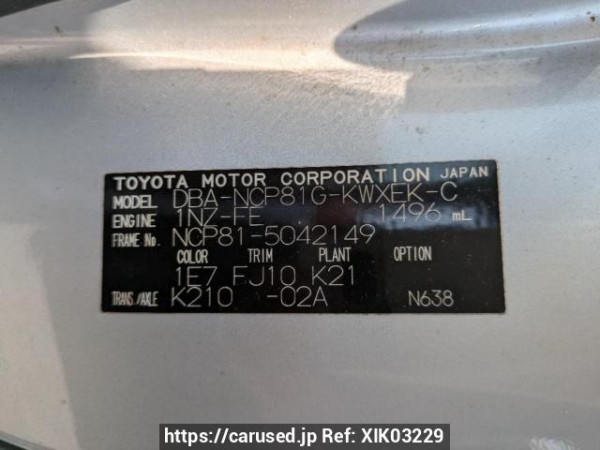 TOYOTA MOTOR CORPORATION JAPAN
MODEL DBA-NCP81G-KWXEK-C
ENGINE 1NZ-FE 1496 mL
FRAME No. NCP81-5042149
COLOR TRIM PLANT OPTION
1E7 FJ10 K21
TRANS./AXLE K210 -02A N638
https://carused.jp Ref: XIK03229